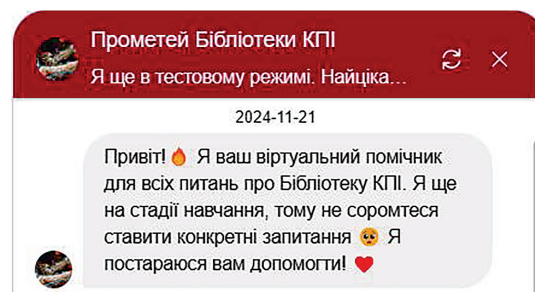 Прометей Бібліотеки КПІ
Я ще в тестовому режимі. Найціка...
2024-11-21
Привіт!🔥 Я ваш віртуальний помічник
для всіх питань про Бібліотеку КПІ. Я ще
на стадії навчання, тому не соромтеся
ставити конкретні запитання 🥺 Я
постараюся вам допомогти! ❤️